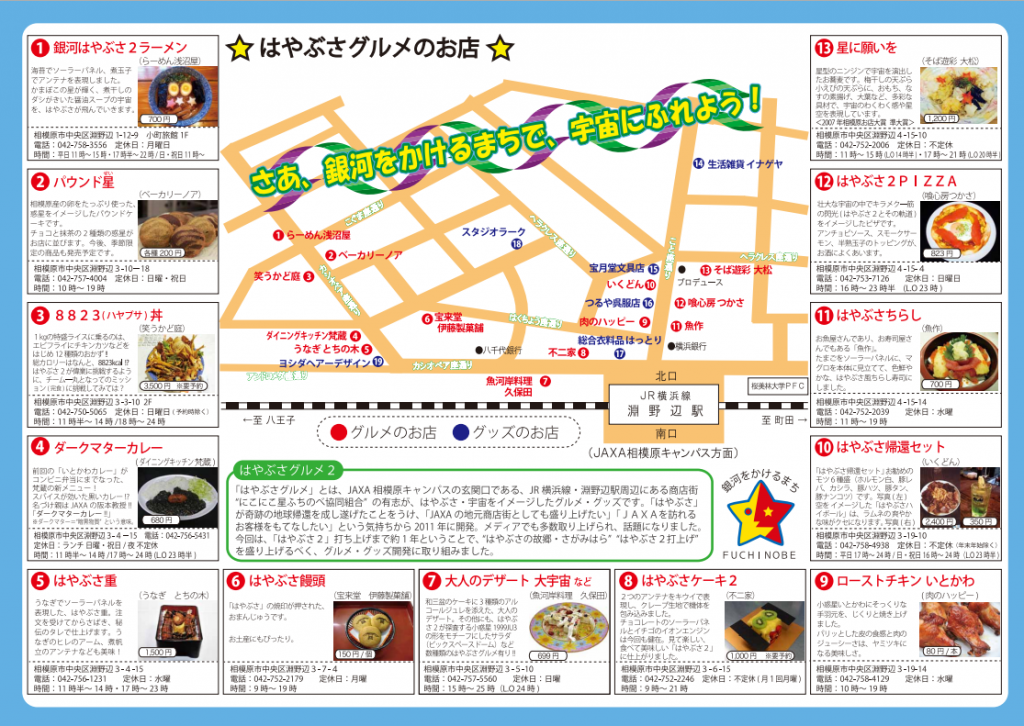 はやぶさグルメのお店
さあ、銀河をかけるまちで、宇宙にふれよう！
1 銀河はやぶさ２ラーメン
（らーめん浅沼屋）
海苔でソーラーパネル、煮玉子
でアンテナを表現しました。
かまぼこの星が輝く、煮干しの
ダシがきいた醤油スープの宇宙
を、はやぶさが飛んでいきます。
700円
相模原市中央区淵野辺 1-12-9 小町旅館 1F
電話：042-758-3556 定休日：月曜日
時間：平日11時～15時・17時半～22時/日・祝日11時～
2 パウンド星
（ベーカリーノア）
相模原産の卵をたっぷり使った、
惑星をイメージしたパウンドケ
ーキです。
チョコと抹茶の２種類の惑星が
お店に並びます。今後、季節限
定の商品も発売予定です。
各種 200円
相模原市中央区淵野辺 3-10-18
電話：042-757-4004 定休日：日曜・祝日
時間：10時～19時
3 ８８２３(ハヤブサ)丼
（笑うかど庭）
1kgの特盛ライスに乗るのは、
エビフライにチキンカツなどを
はじめ12種類のおかず!!
総カロリーはなんと、8823kcal!?
はやぶさが偉業に挑戦するよう
に、チーム一丸となってのミッシ
ョン(完食)に挑戦してみては？
3,500円 ※要予約
相模原市中央区淵野辺 3-3-10 2F
電話：042-750-5065 定休日：日曜日(予約時除く)
時間：11時半～14時/18時～24時
4 ダークマターカレー
（ダイニングキッチン梵蔵）
前回の「いとかわカレー」が
コンビニ弁当にまでなった、
梵蔵の新メニュー！
スパイスが効いた黒いカレー!?
名づけ親はJAXAの阪本教授!!
「ダークマターカレー!!」
※ダークマター＝“暗黒物質”という意味。
680円
相模原市中央区淵野辺 3-4-15 電話：042-756-5431
定休日：ランチ 日曜・祝日/夜 不定休
時間：11時半～14時/17時～24時（LO 23時半）
5 はやぶさ重
（うなぎ とちの木）
うなぎでソーラーパネルを
表現した、はやぶさ重。注
文を受けてからさばき、秘
伝のタレで仕上げます。う
なぎのヒレのアーム、煮帆
立のアンテナなども美味！
1,500円
相模原市中央区淵野辺 3-4-15
電話：042-756-1231 定休日：水曜
時間：11時半～14時・17時～23時
6 はやぶさ饅頭
（宝来堂 伊藤製菓舗）
「はやぶさ」の焼印が押された、
おまんじゅうです。
お土産にもぴったり。
150円/個
相模原市中央区淵野辺 3-7-4
電話：042-752-2179 定休日：月曜
時間：9時～19時
7 大人のデザート 大宇宙 など
（魚河岸料理 久保田）
和三盆のケーキに3種類のアル
コールジュレを添えた、大人の
デザート。その他にも、はやぶ
さ2が探査する小惑星 1999JU3
の形をモチーフにしたサラダ
（ビックスペースドーム）など
数種類のはやぶさグルメ有り!!
699円
相模原市中央区淵野辺 3-5-10
電話：042-757-5560 定休日：日曜
時間：15時～25時（L.O 24時）
8 はやぶさケーキ２
（不二家）
２つのアンテナをキウイで表
現し、クレープ生地で機体を
包み込みました。
チョコレートのソーラーパネル
とイチゴのイオンエンジン
は今回も健在。見て楽しい、
食べて美味しい「はやぶさ２」
に仕上がりました。
1,000円 ※要予約
相模原市中央区淵野辺 3-6-15
電話：042-752-2246 定休日：不定休（月１回月曜）
時間：9時～21時
9 ローストチキン いとかわ
（肉のハッピー）
小惑星いとかわにそっくりな
手羽元を、じっくりと焼き上げ
ました。
パリッとした皮の食感と肉の
ジューシーさは、ヤミツキに
なる美味しさ。
80円/本
相模原市中央区淵野辺 3-19-14
電話：042-758-4129 定休日：水曜
時間：10時～19時
10 はやぶさ帰還セット
（いくどん）
「はやぶさ帰還セット」お勧めの
モツ６種盛（ホルモン白、豚レ
バ、カシラ、豚ハツ、豚タン、
豚ナンコツ）です。写真（左）
宇宙をイメージした「はやぶさハ
イボール」は、ラムネの爽やか
な味がクセになります。写真（右）
2,400円 350円
相模原市中央区淵野辺 3-19-10
電話：042-758-4938 定休日：不定休（年末年始除く）
時間：平日17時～24時/日・祝日16時～24時（LO 23時半）
11 はやぶさちらし
（魚作）
お魚屋さんであり、お寿司屋さ
んでもある「魚作」。
たまごをソーラーパネルに、マ
グロを本体に見立てて、色鮮や
かな、はやぶさ散らし寿司にし
ました。
700円
相模原市中央区淵野辺 4-15-14
電話：042-752-2039 定休日：水曜
時間：11時～19時
12 はやぶさ２ＰＩＺＺＡ
（喰心房つかさ）
壮大な宇宙の中でキラメク一筋
の閃光（はやぶさ２とその軌道）
をイメージしたピザです。
アンチョビソース、スモークサー
モン、半熟玉子のトッピングが、
お酒によくあいます。
823円
相模原市中央区淵野辺 4-15-4
電話：042-753-7126 定休日：日曜日
時間：16時～23時半（LO 23時）
13 星に願いを
（そば遊彩 大松）
星型のニンジンで宇宙を演出し
たお蕎麦です。梅干しの天ぷら
小えびの天ぷらに、おもち、な
すの素揚げ、大葉など、多彩な
具材で、宇宙のわくわく感や星
空を表現しています。
＜2007年相模原お店大賞 準大賞＞
1,200円
相模原市中央区淵野辺 4-15-10
電話：042-752-2006 定休日：不定休
時間：11時～15時(LO 14時半)・17時～21時(LO 20時半)
14 生活雑貨 イナゲヤ
こぐま座通り
ヘラクレス座通り
こと座通り
ヘラクレス座通り
はくちょう座通り
カシオペア座通り
アンドロメダ座通り
1 らーめん浅沼屋
2 ベーカリーノア
笑うかど庭 3
スタジオラーク 18
宝月堂文具店 15
いくどん 10
つるや呉服店 16
肉のハッピー 9
総合衣料品 はっとり 17
13 そば遊彩 大松
プロデュース
12 喰心房 つかさ
11 魚作
横浜銀行
6 宝来堂
伊藤製菓舗
ダイニングキッチン梵蔵 4
うなぎ とちの木 5
ヨシダヘアーデザイン 19
八千代銀行
不二家 8
魚河岸料理 7
久保田
北口
JR 横浜線
淵野辺駅
南口
桜美林大学ＰＦＣ
←至 八王子
至 町田→
グルメのお店 グッズのお店
（JAXA相模原キャンパス方面）
はやぶさグルメ２
「はやぶさグルメ」とは、JAXA相模原キャンパスの玄関口である、JR横浜線・淵野辺駅周辺にある商店街
“にこにこ星ふちのべ協同組合”の有志が、はやぶさ・宇宙をイメージしたグルメ・グッズです。「はやぶさ」
が奇跡の地球帰還を成し遂げたことをうけ、「JAXAの地元商店街としても盛り上げたい」「ＪＡＸＡを訪れる
お客様をもてなしたい」という気持ちから2011年に開発。メディアでも多数取り上げられ、話題になりました。
今回は、「はやぶさ２」打ち上げまで約1年ということで、“はやぶさの故郷・さがみはら”“はやぶさ２打上げ”
を盛り上げるべく、グルメ・グッズ開発に取り組みました。
銀河をかけるまち
FUCHINOBE